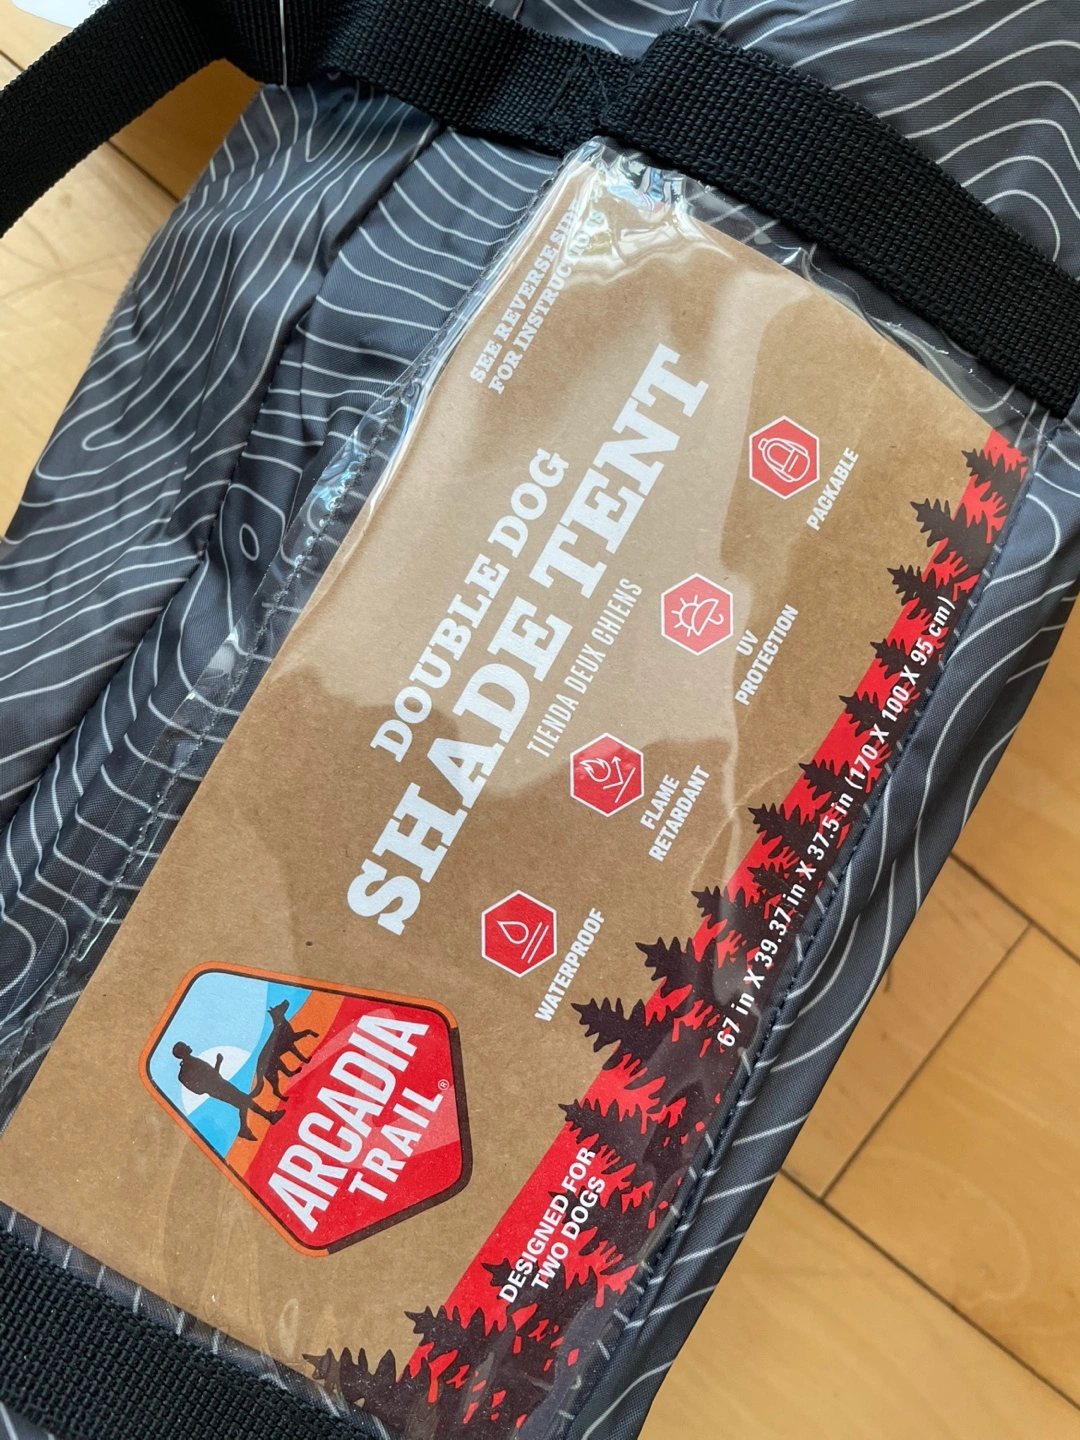 SEE REVERSE SIDE
FOR INSTRUCTIONS
DOUBLE DOG
SHADE TENT
TIENDA DEUX CHIENS
PACKABLE
UV
PROTECTION
FLAME
RETARDANT
WATERPROOF
ARCADIA
TRAIL®
67 in X 39.37 in X 37.5 in (170 X 100 X 95 cm)
DESIGNED FOR
TWO DOGS